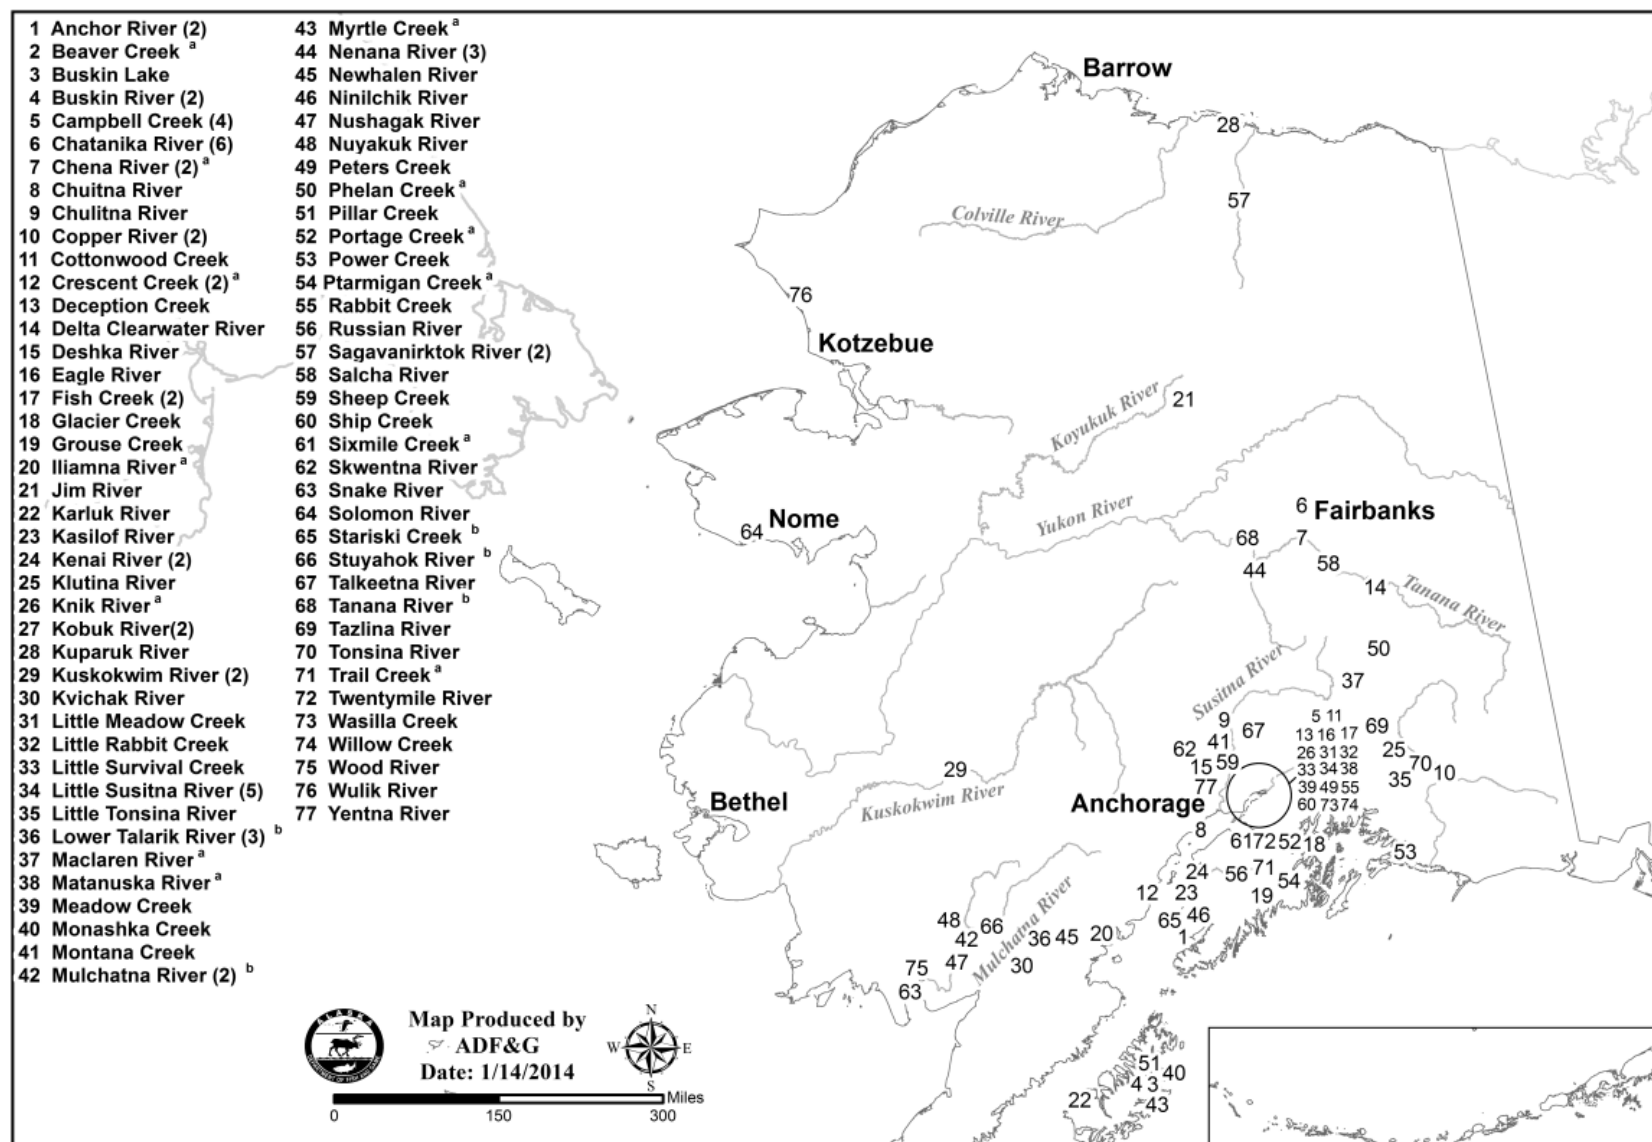 1 Anchor River (2)
2 Beaver Creek a
3 Buskin Lake
4 Buskin River (2)
5 Campbell Creek (4)
6 Chatanika River (6)
7 Chena River (2) a
8 Chuitna River
9 Chulitna River
10 Copper River (2)
11 Cottonwood Creek
12 Crescent Creek (2) a
13 Deception Creek
14 Delta Clearwater River
15 Deshka River
16 Eagle River
17 Fish Creek (2)
18 Glacier Creek
19 Grouse Creek
20 Iliamna River a
21 Jim River
22 Karluk River
23 Kasilof River
24 Kenai River (2)
25 Klutina River
26 Knik River a
27 Kobuk River(2)
28 Kuparuk River
29 Kuskokwim River (2)
30 Kvichak River
31 Little Meadow Creek
32 Little Rabbit Creek
33 Little Survival Creek
34 Little Susitna River (5)
35 Little Tonsina River
36 Lower Talarik River (3) b
37 Maclaren River a
38 Matanuska River a
39 Meadow Creek
40 Monashka Creek
41 Montana Creek
42 Mulchatna River (2) b
43 Myrtle Creek a
44 Nenana River (3)
45 Newhalen River
46 Ninilchik River
47 Nushagak River
48 Nuyakuk River
49 Peters Creek
50 Phelan Creek a
51 Pillar Creek
52 Portage Creek a
53 Power Creek
54 Ptarmigan Creek a
55 Rabbit Creek
56 Russian River
57 Sagavanirktok River (2)
58 Salcha River
59 Sheep Creek
60 Ship Creek
61 Sixmile Creek a
62 Skwentna River
63 Snake River
64 Solomon River
65 Stariski Creek b
66 Stuyahok River b
67 Talkeetna River
68 Tanana River b
69 Tazlina River
70 Tonsina River
71 Trail Creek a
72 Twentymile River
73 Wasilla Creek
74 Willow Creek
75 Wood River
76 Wulik River
77 Yentna River
Barrow
28
57
Colville River
76
Kotzebue
Koyukuk River
21
6
Fairbanks
Nome
64
Yukon River
68
7
44
58
14
Tanana River
50
Susitna River
37
9
67
5 11
69
13 16 17
41
62
26 31 32
25
59
15
33 34 38
70
10
35
77
39 49 55
29
Kuskokwim River
Bethel
Anchorage
60 73 74
8
61 72 52 18
53
24
56
71
54
12
23
19
48
66
65
46
42
36
45
20
1
Mulchatna River
47
30
75
63
51
40
4
3
22
43
ALASKA
DEPARTMENT OF FISH AND GAME
Map Produced by
ADF&G
Date: 1/14/2014
N
W
E
S
Miles
0
150
300